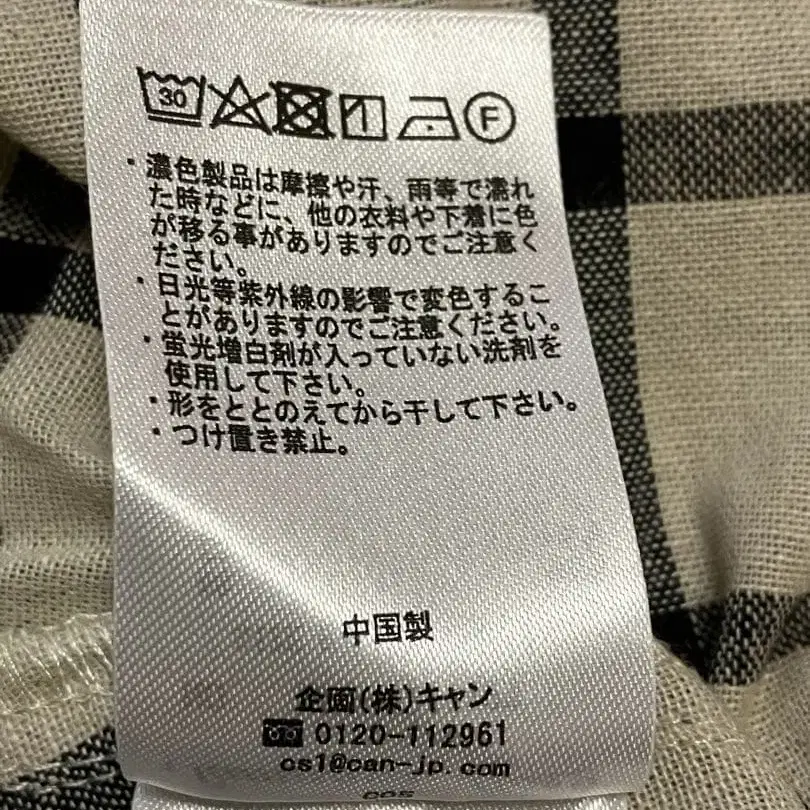 30 F
・濃色製品は摩擦や汗、雨等で濡れ
た時などに、他の衣料や下着に色
が移る事がありますのでご注意く
ださい。
・日光等紫外線の影響で変色するこ
とがありますのでご注意ください。
・蛍光増白剤が入っていない洗剤を
使用して下さい。
・形をととのえてから干して下さい。
・つけ置き禁止。
中国製
企画(株)キャン
0120-112961
cs1@can-jp.com